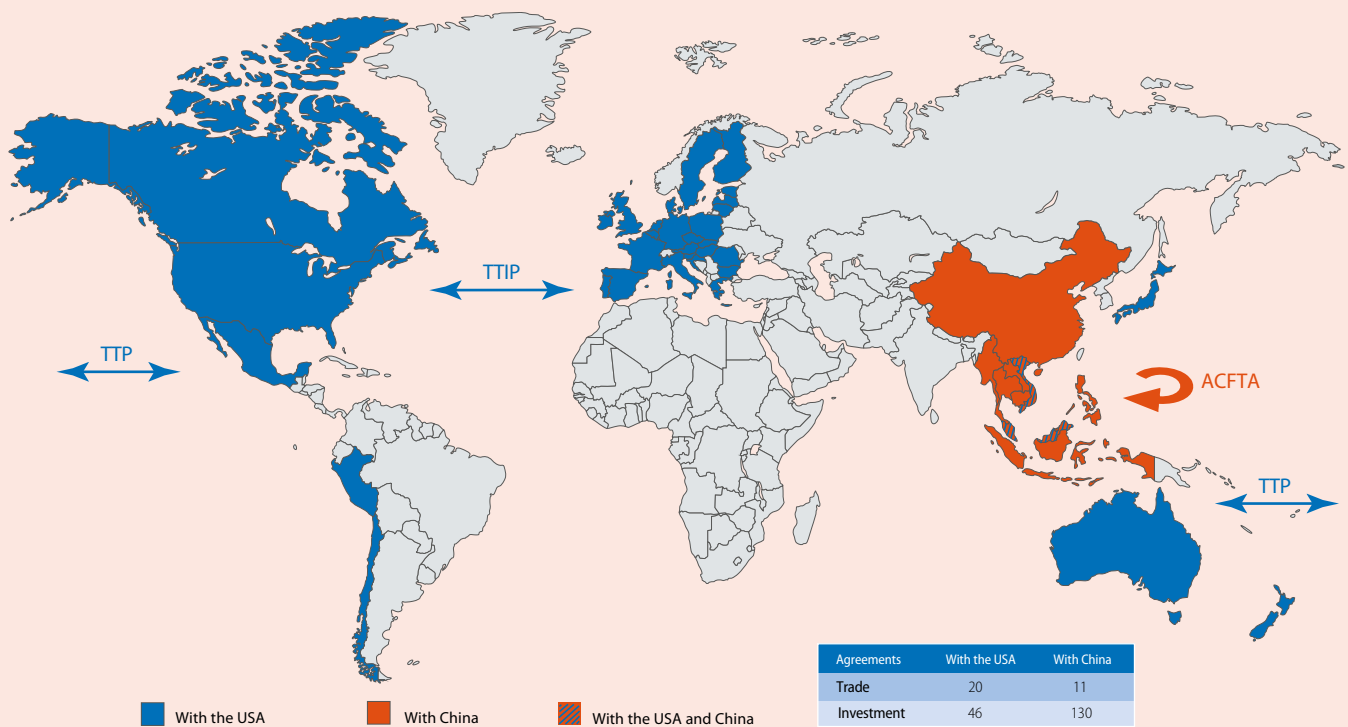 TTIP
TTP
ACFTA
TTP
Agreements With the USA With China
Trade 20 11
Investment 46 130
With the USA With China With the USA and China